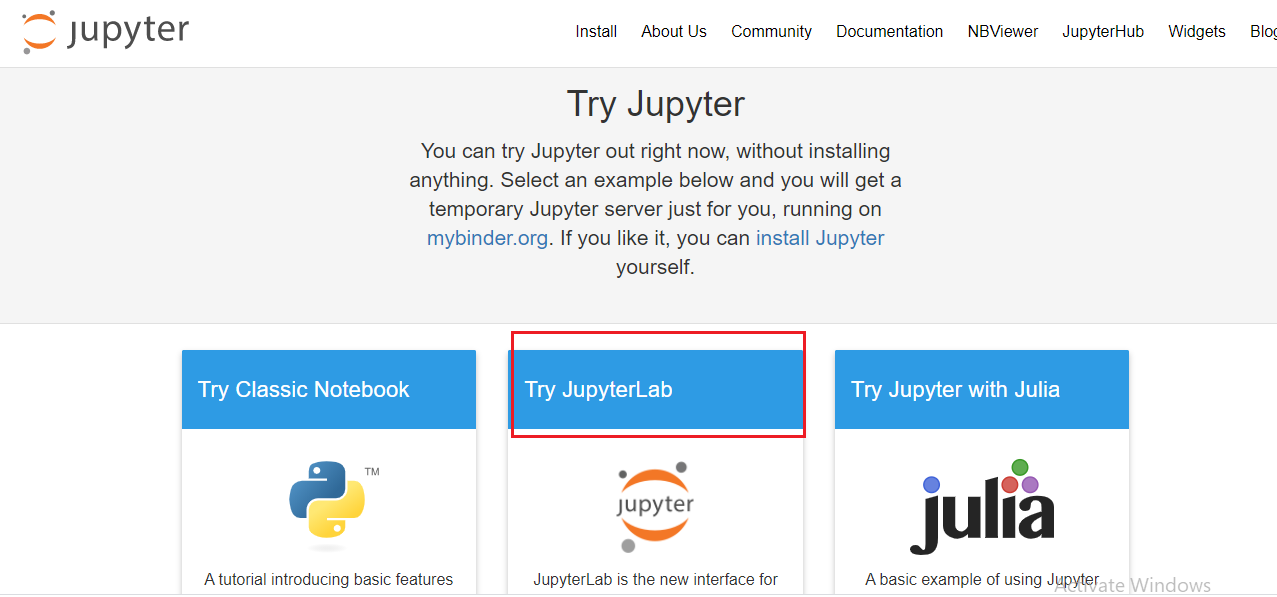 jupyter
Install About Us Community Documentation NBViewer JupyterHub Widgets Blog
Try Jupyter
You can try Jupyter out right now, without installing
anything. Select an example below and you will get a
temporary Jupyter server just for you, running on
mybinder.org. If you like it, you can install Jupyter
yourself.
Try Classic Notebook
Try JupyterLab
Try Jupyter with Julia
TM
jupyter
julia
A tutorial introducing basic features
JupyterLab is the new interface for
A basic example of using Jupyter
Activate Windows